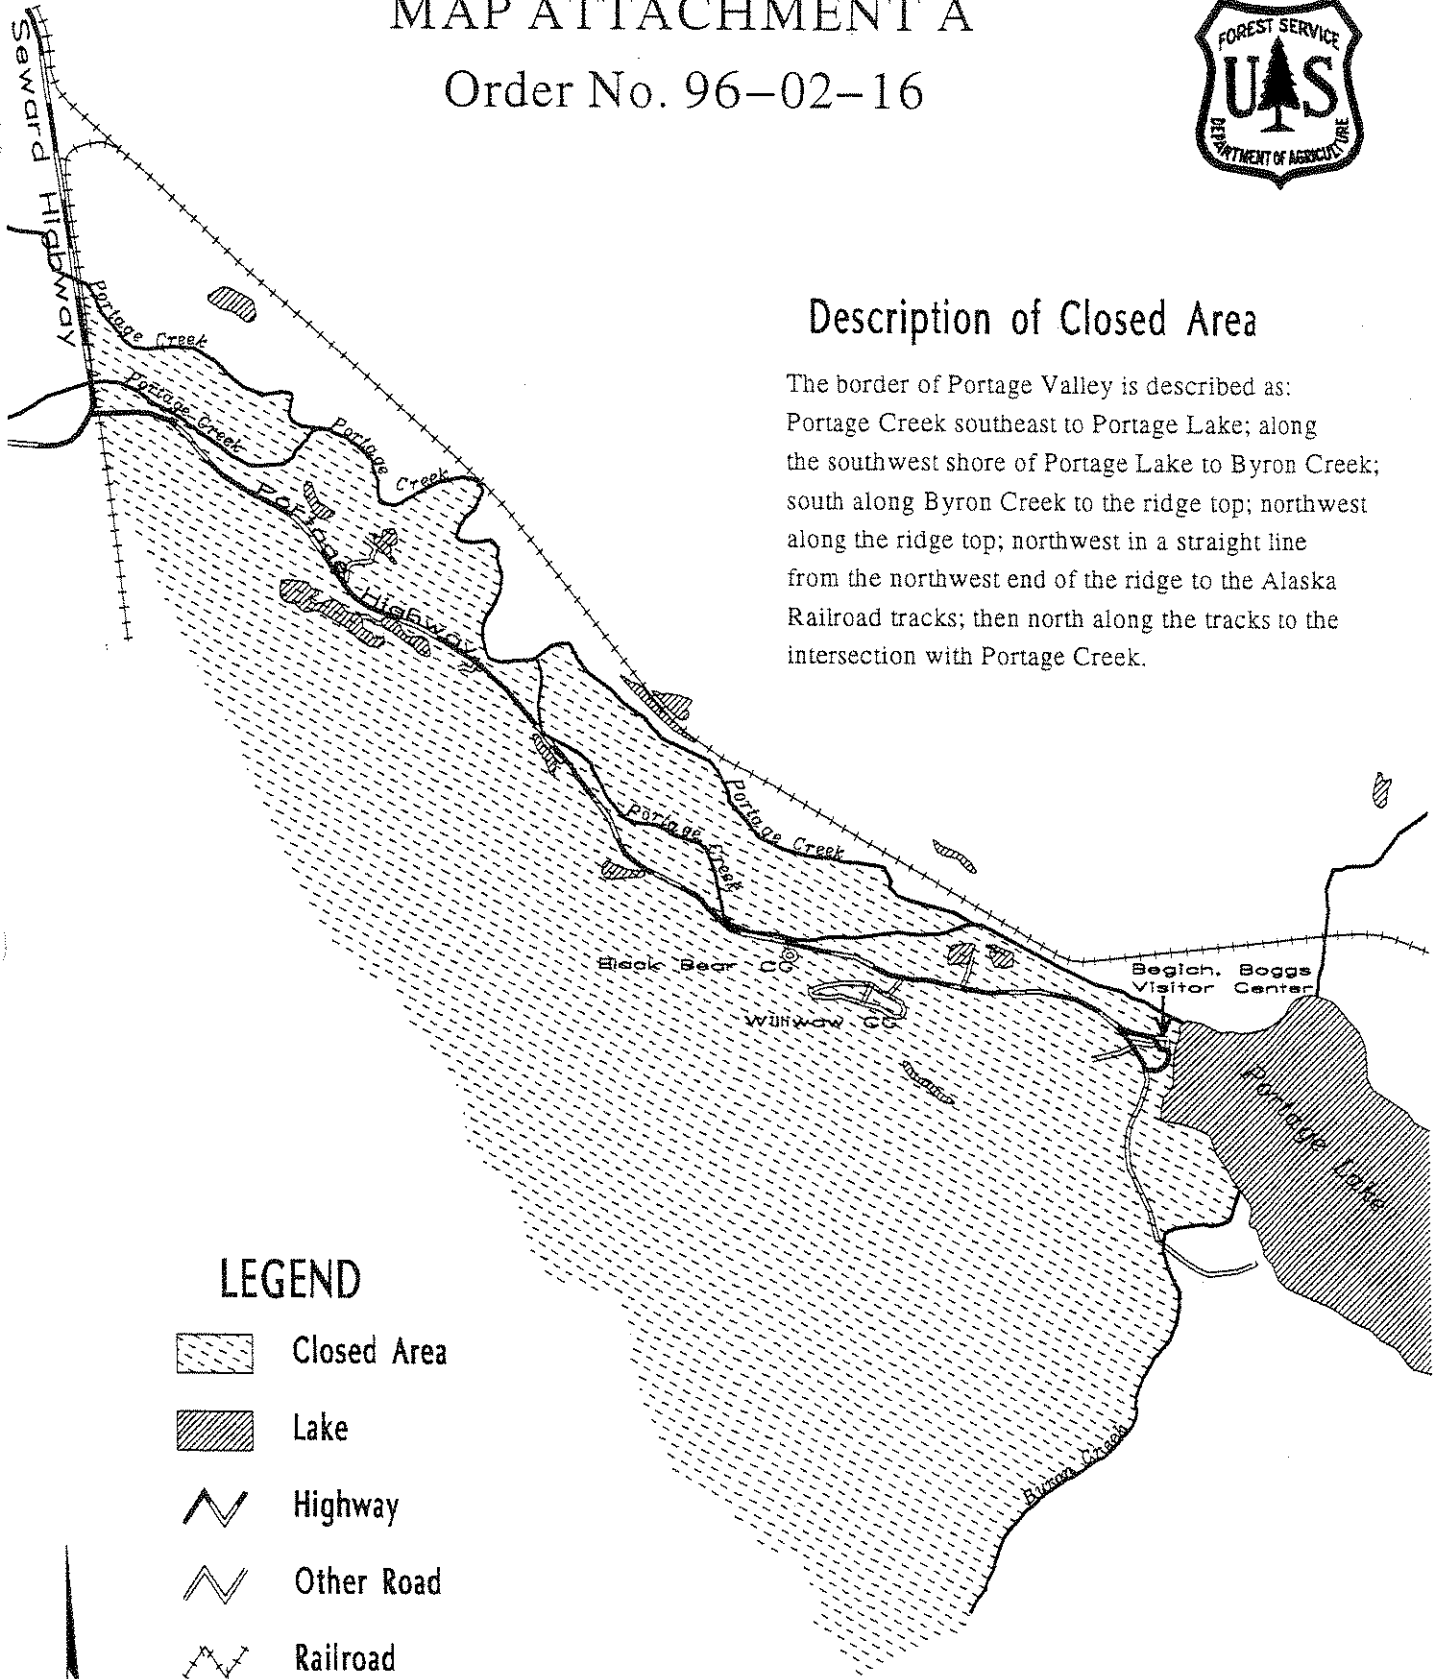 MAP ATTACHMENT A
Order No. 96-02-16
FOREST SERVICE
US
DEPARTMENT OF AGRICULTURE
Seward Highway
Description of Closed Area
The border of Portage Valley is described as:
Portage Creek southeast to Portage Lake; along
the southwest shore of Portage Lake to Byron Creek;
south along Byron Creek to the ridge top; northwest
along the ridge top; northwest in a straight line
from the northwest end of the ridge to the Alaska
Railroad tracks; then north along the tracks to the
intersection with Portage Creek.
Portage Creek
Portage Creek
Portage Creek
Portage Highway
Portage Creek
Portage Creek
Black Bear CG
Williwaw CG
Begich, Boggs
Visitor Center
Portage Lake
Byron Creek
LEGEND
Closed Area
Lake
Highway
Other Road
Railroad